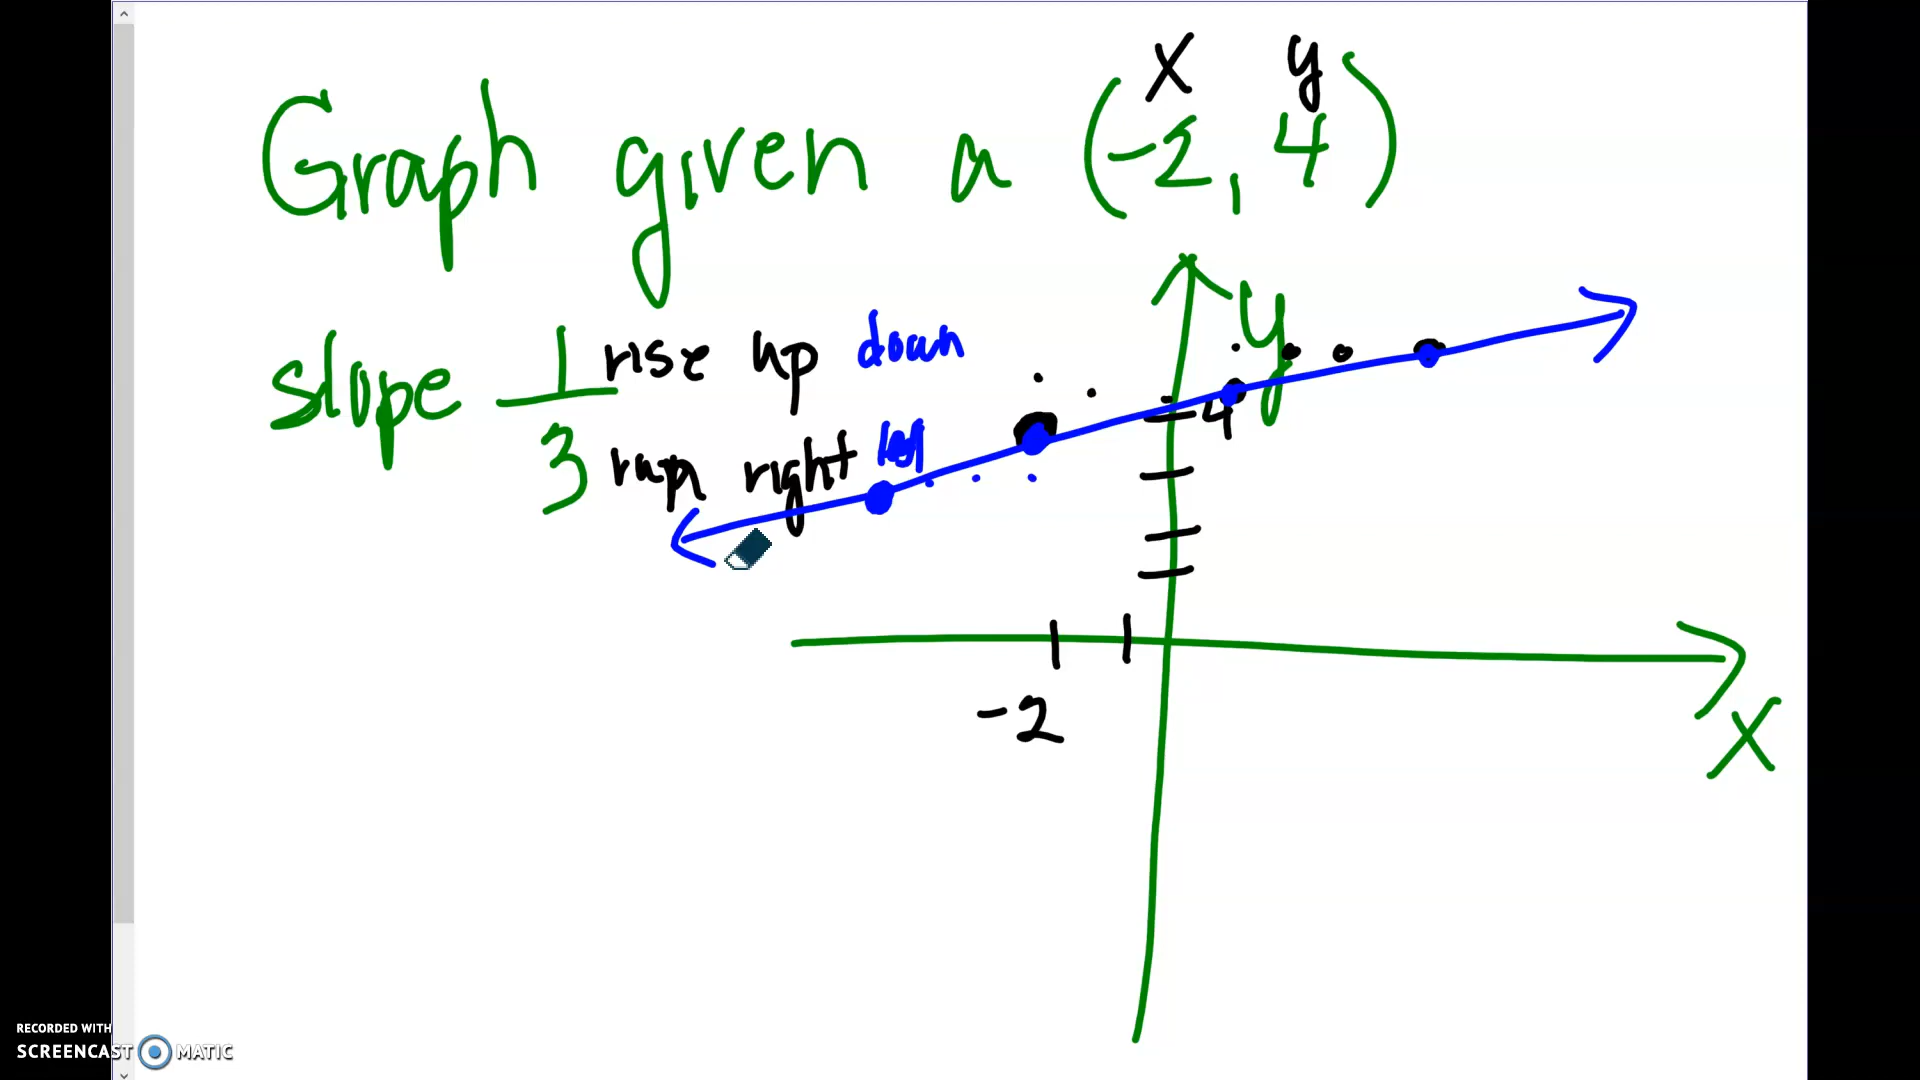 x y
Graph given a (-2, 4)
slope 1/3 rise up down
run right left
y
4
-2
x
RECORDED WITH
SCREENCAST MATIC